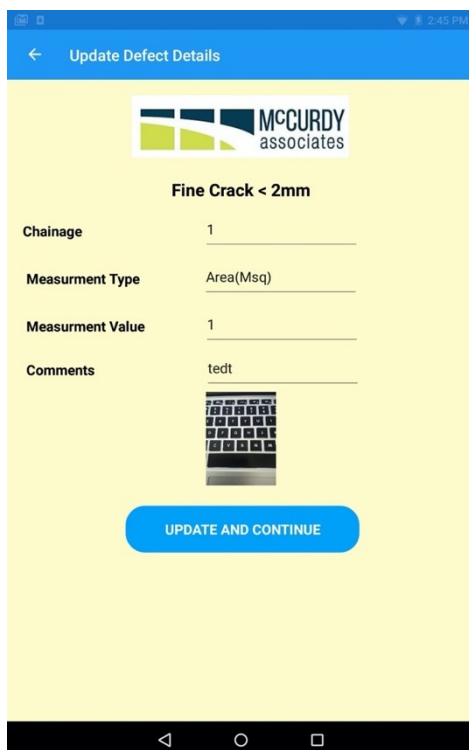 2:45 PM
Update Defect Details
McCURDY
associates
Fine Crack < 2mm
Chainage 1
Measurment Type Area(Msq)
Measurment Value 1
Comments tedt
UPDATE AND CONTINUE